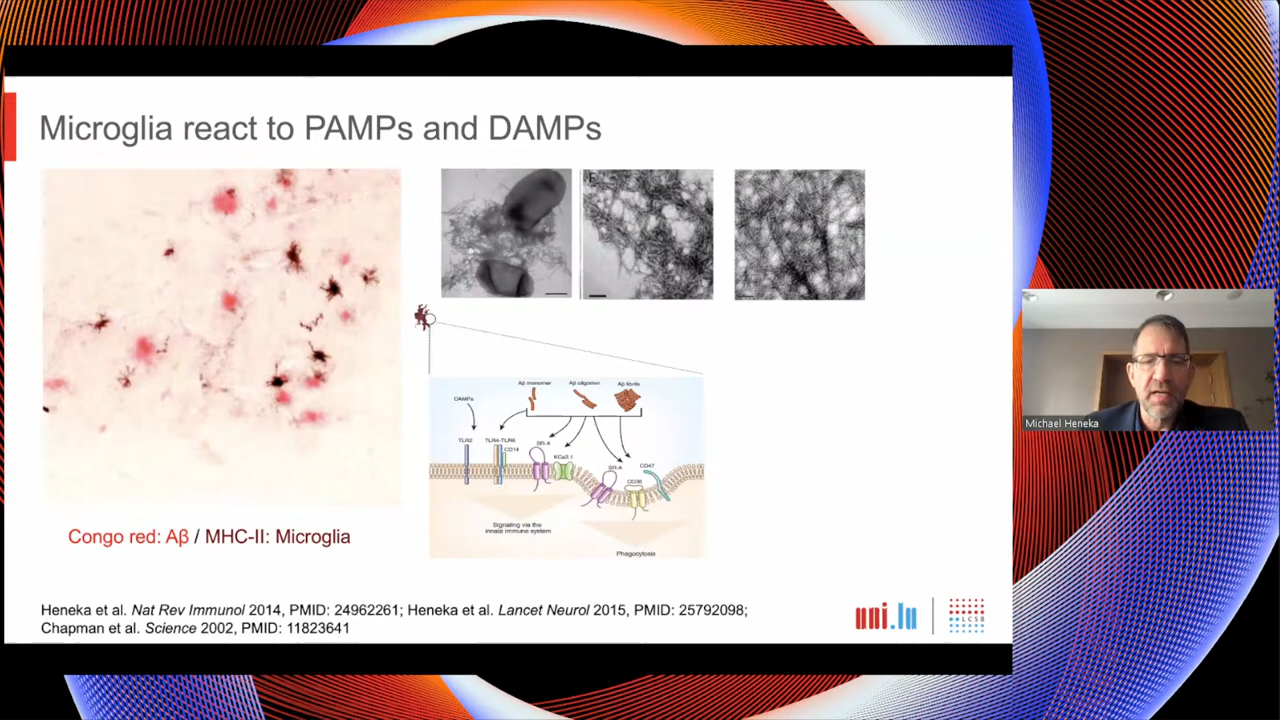 Microglia react to PAMPs and DAMPs
Aβ monomer
Aβ oligomer
Aβ fibrils
DAMPs
TLR2
TLR4-TLR6
CD14
SR-A
KCa3.1
SR-A
CD36
CD47
Signaling via the
innate immune system
Phagocytosis
Congo red: Aβ / MHC-II: Microglia
Heneka et al. Nat Rev Immunol 2014, PMID: 24962261; Heneka et al. Lancet Neurol 2015, PMID: 25792098;
Chapman et al. Science 2002, PMID: 11823641
uni.lu
LCSB
Michael Heneka